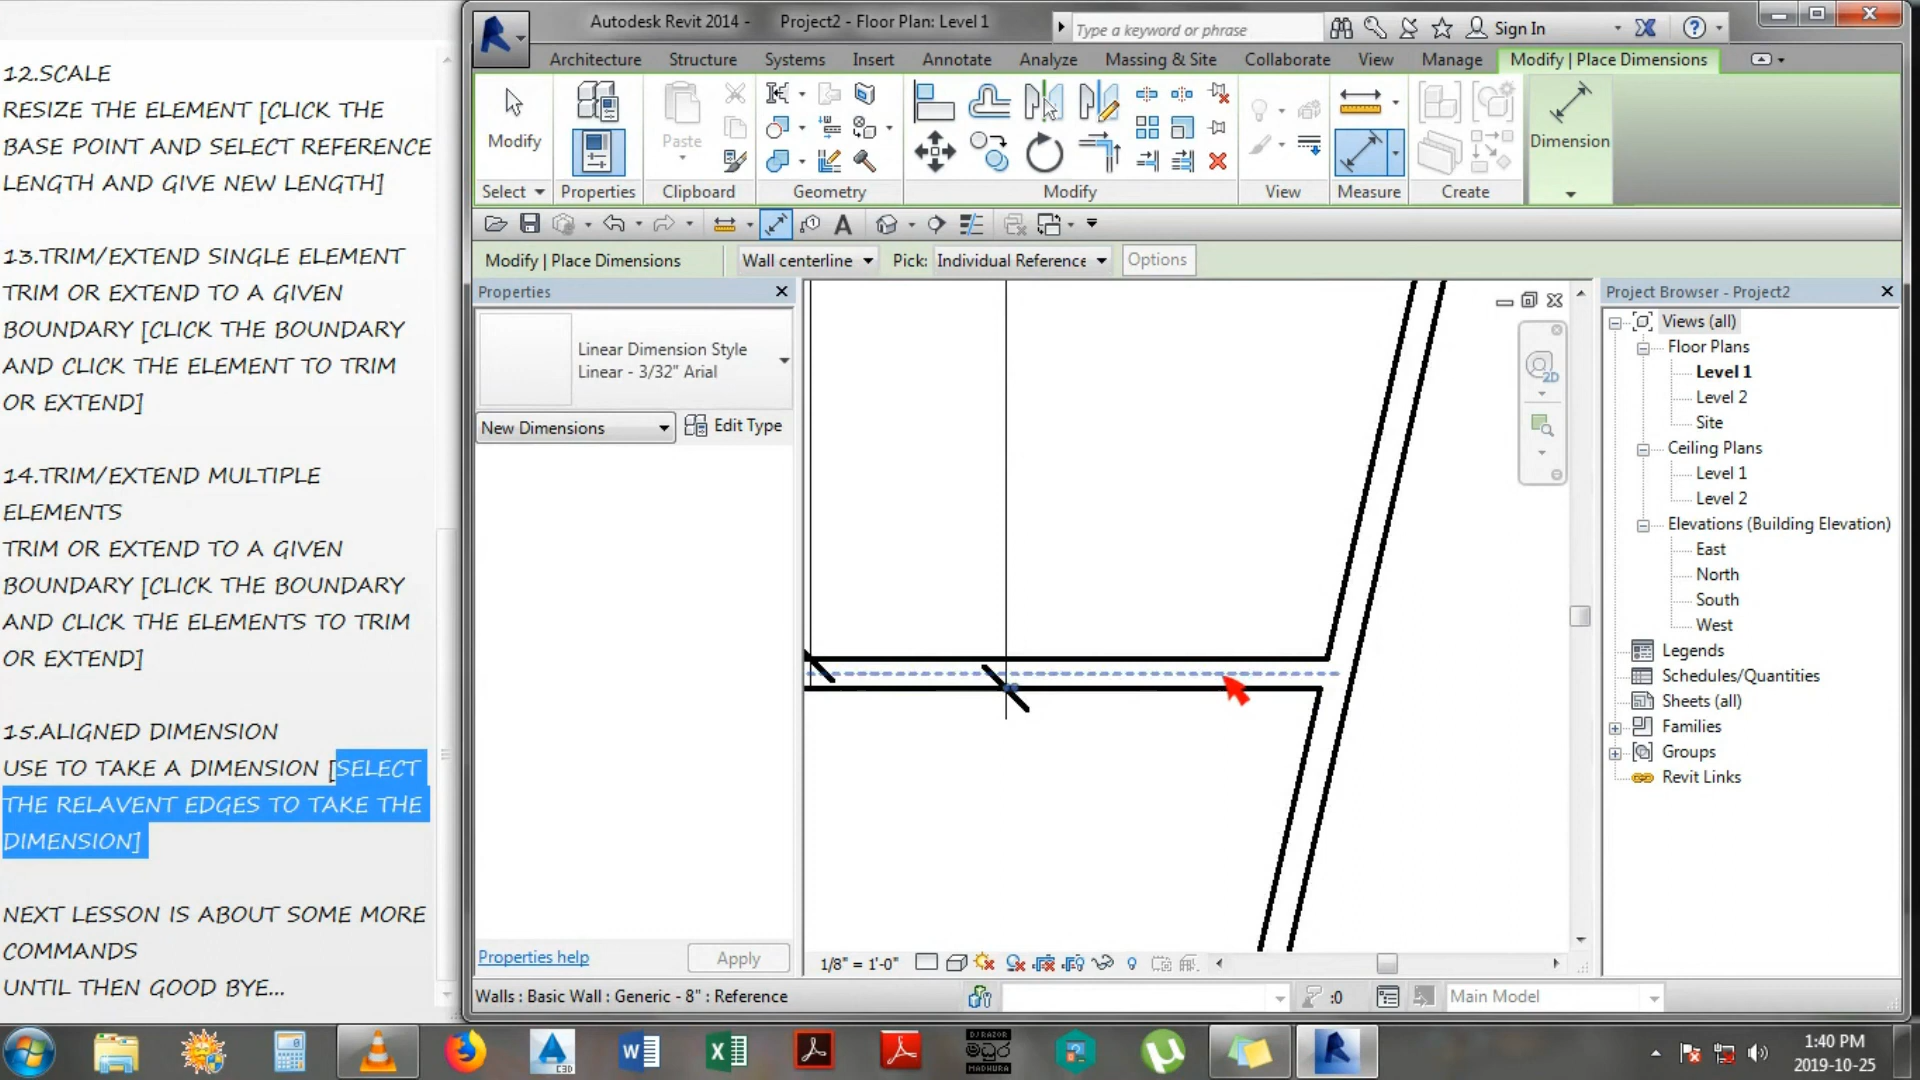 12.SCALE
RESIZE THE ELEMENT [CLICK THE
BASE POINT AND SELECT REFERENCE
LENGTH AND GIVE NEW LENGTH]
13.TRIM/EXTEND SINGLE ELEMENT
TRIM OR EXTEND TO A GIVEN
BOUNDARY [CLICK THE BOUNDARY
AND CLICK THE ELEMENT TO TRIM
OR EXTEND]
14.TRIM/EXTEND MULTIPLE
ELEMENTS
TRIM OR EXTEND TO A GIVEN
BOUNDARY [CLICK THE BOUNDARY
AND CLICK THE ELEMENTS TO TRIM
OR EXTEND]
15.ALIGNED DIMENSION
USE TO TAKE A DIMENSION [SELECT
THE RELAVENT EDGES TO TAKE THE
DIMENSION]
NEXT LESSON IS ABOUT SOME MORE
COMMANDS
UNTIL THEN GOOD BYE...
Autodesk Revit 2014 - Project2 - Floor Plan: Level 1
Type a keyword or phrase
Sign In
Architecture Structure Systems Insert Annotate Analyze Massing & Site Collaborate View Manage Modify | Place Dimensions
Modify Paste Dimension
Select Properties Clipboard Geometry Modify View Measure Create
A
Modify | Place Dimensions Wall centerline Pick: Individual Reference Options
Properties
Linear Dimension Style
Linear - 3/32" Arial
New Dimensions Edit Type
Properties help Apply
2D
1/8" = 1'-0"
Walls : Basic Wall : Generic - 8" : Reference
:0 Main Model
Project Browser - Project2
Views (all)
Floor Plans
Level 1
Level 2
Site
Ceiling Plans
Level 1
Level 2
Elevations (Building Elevation)
East
North
South
West
Legends
Schedules/Quantities
Sheets (all)
Families
Groups
Revit Links
C3D
DJ RAZOR
මධුර
MADHURA
1:40 PM
2019-10-25